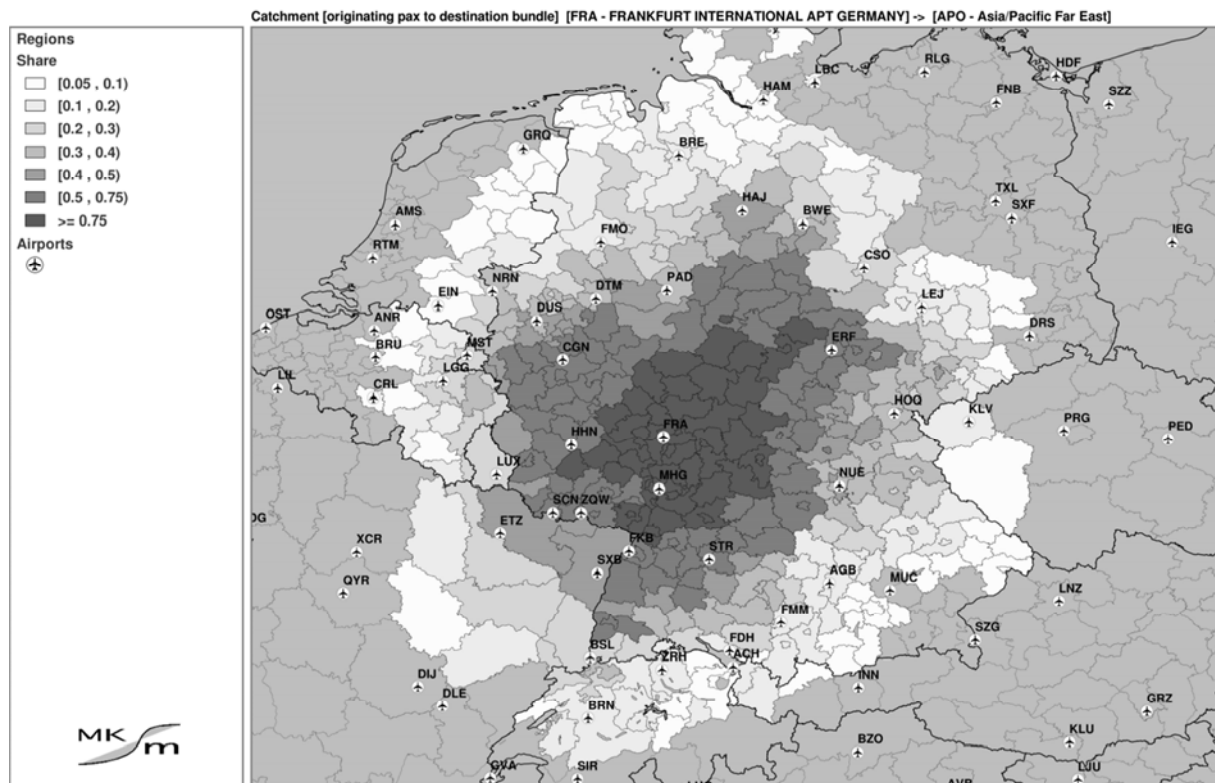 Catchment [originating pax to destination bundle] [FRA - FRANKFURT INTERNATIONAL APT GERMANY] -> [APO - Asia/Pacific Far East]
Regions
Share
[0.05 , 0.1)
[0.1 , 0.2)
[0.2 , 0.3)
[0.3 , 0.4)
[0.4 , 0.5)
[0.5 , 0.75)
>= 0.75
Airports
MK
m
LBC
RLG
HDF
HAM
FNB
SZZ
GRQ
BRE
HAJ
TXL
SXF
AMS
BWE
RTM
FMO
IEG
CSO
NRN
PAD
EIN
DTM
LEJ
OST
ANR
DUS
DRS
BRU
MST
CGN
ERF
LIL
LGG
CRL
HOQ
KLV
FRA
PRG
PED
HHN
LUX
MHG
NUE
SCN
ZQW
ETZ
XCR
FKB
STR
SXB
QYR
AGB
MUC
LNZ
FMM
SZG
BSL
FDH
ZRH
ACH
DIJ
DLE
INN
BRN
GRZ
KLU
BZO
GVA
SIR
LJU